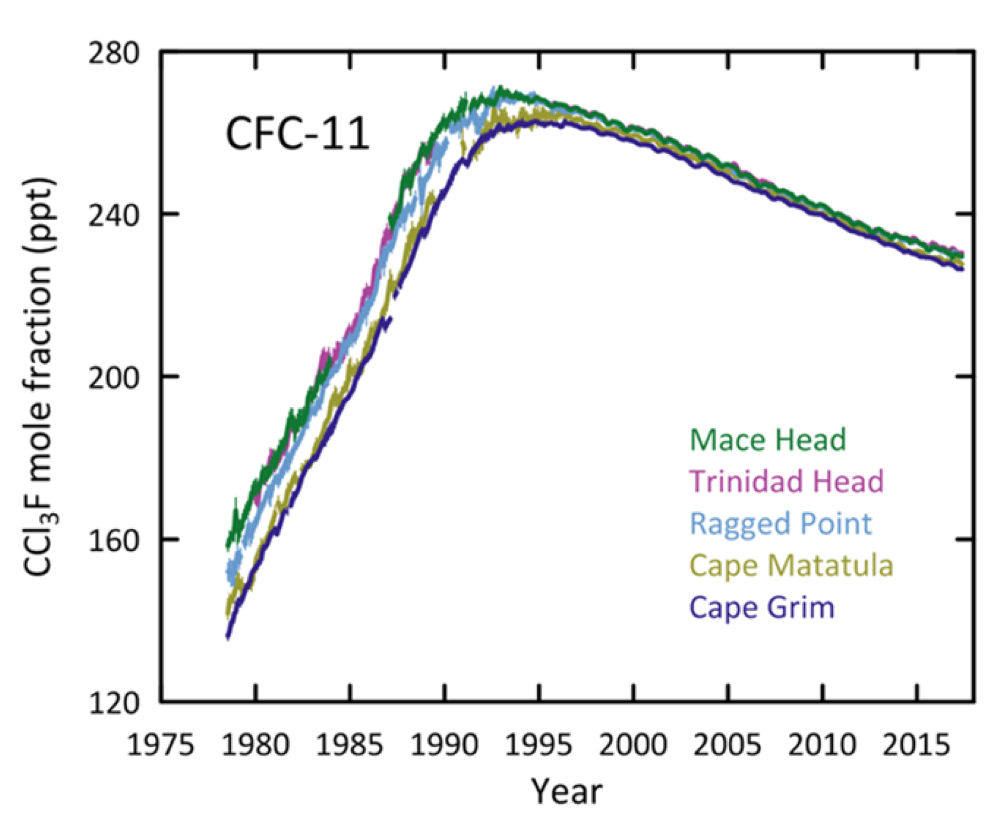 280
CFC-11
240
200
160
120
CCl₃F mole fraction (ppt)
Mace Head
Trinidad Head
Ragged Point
Cape Matatula
Cape Grim
1975 1980 1985 1990 1995 2000 2005 2010 2015
Year